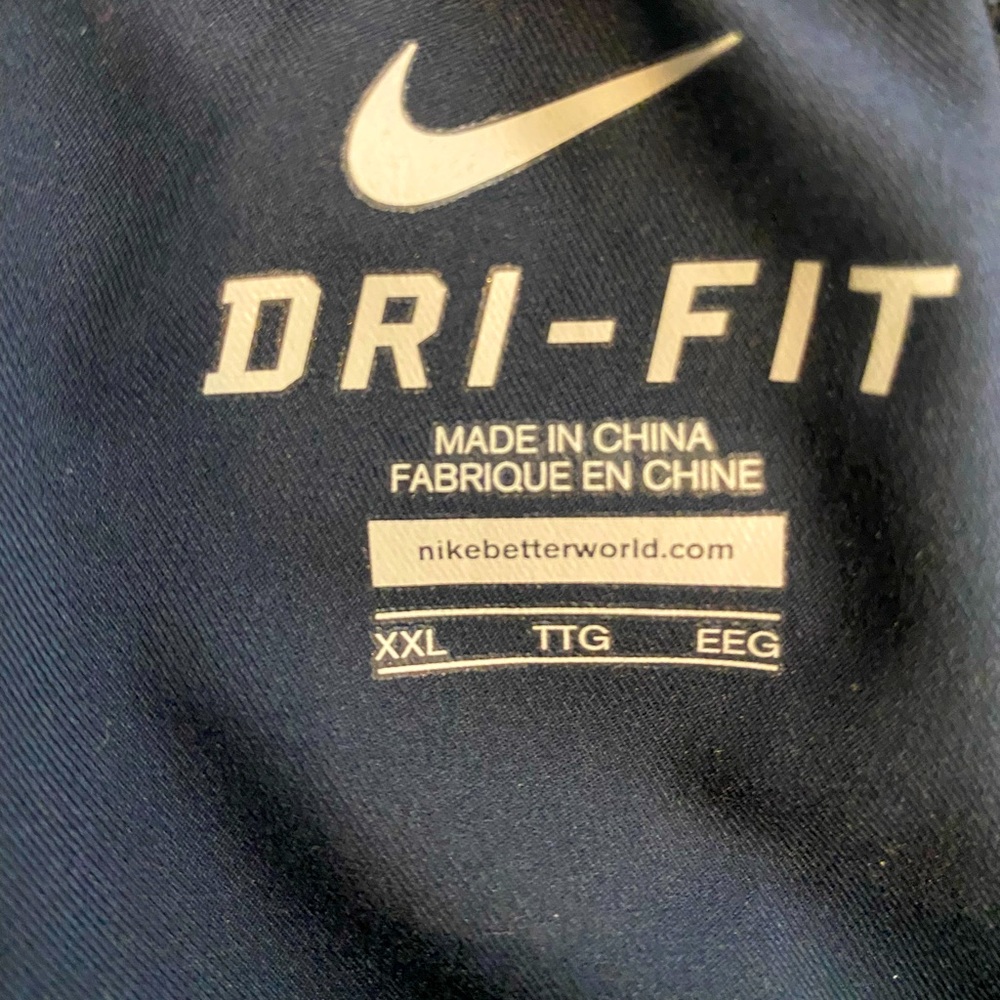 DRI-FIT
MADE IN CHINA
FABRIQUE EN CHINE
nikebetterworld.com
XXL TTG EEG